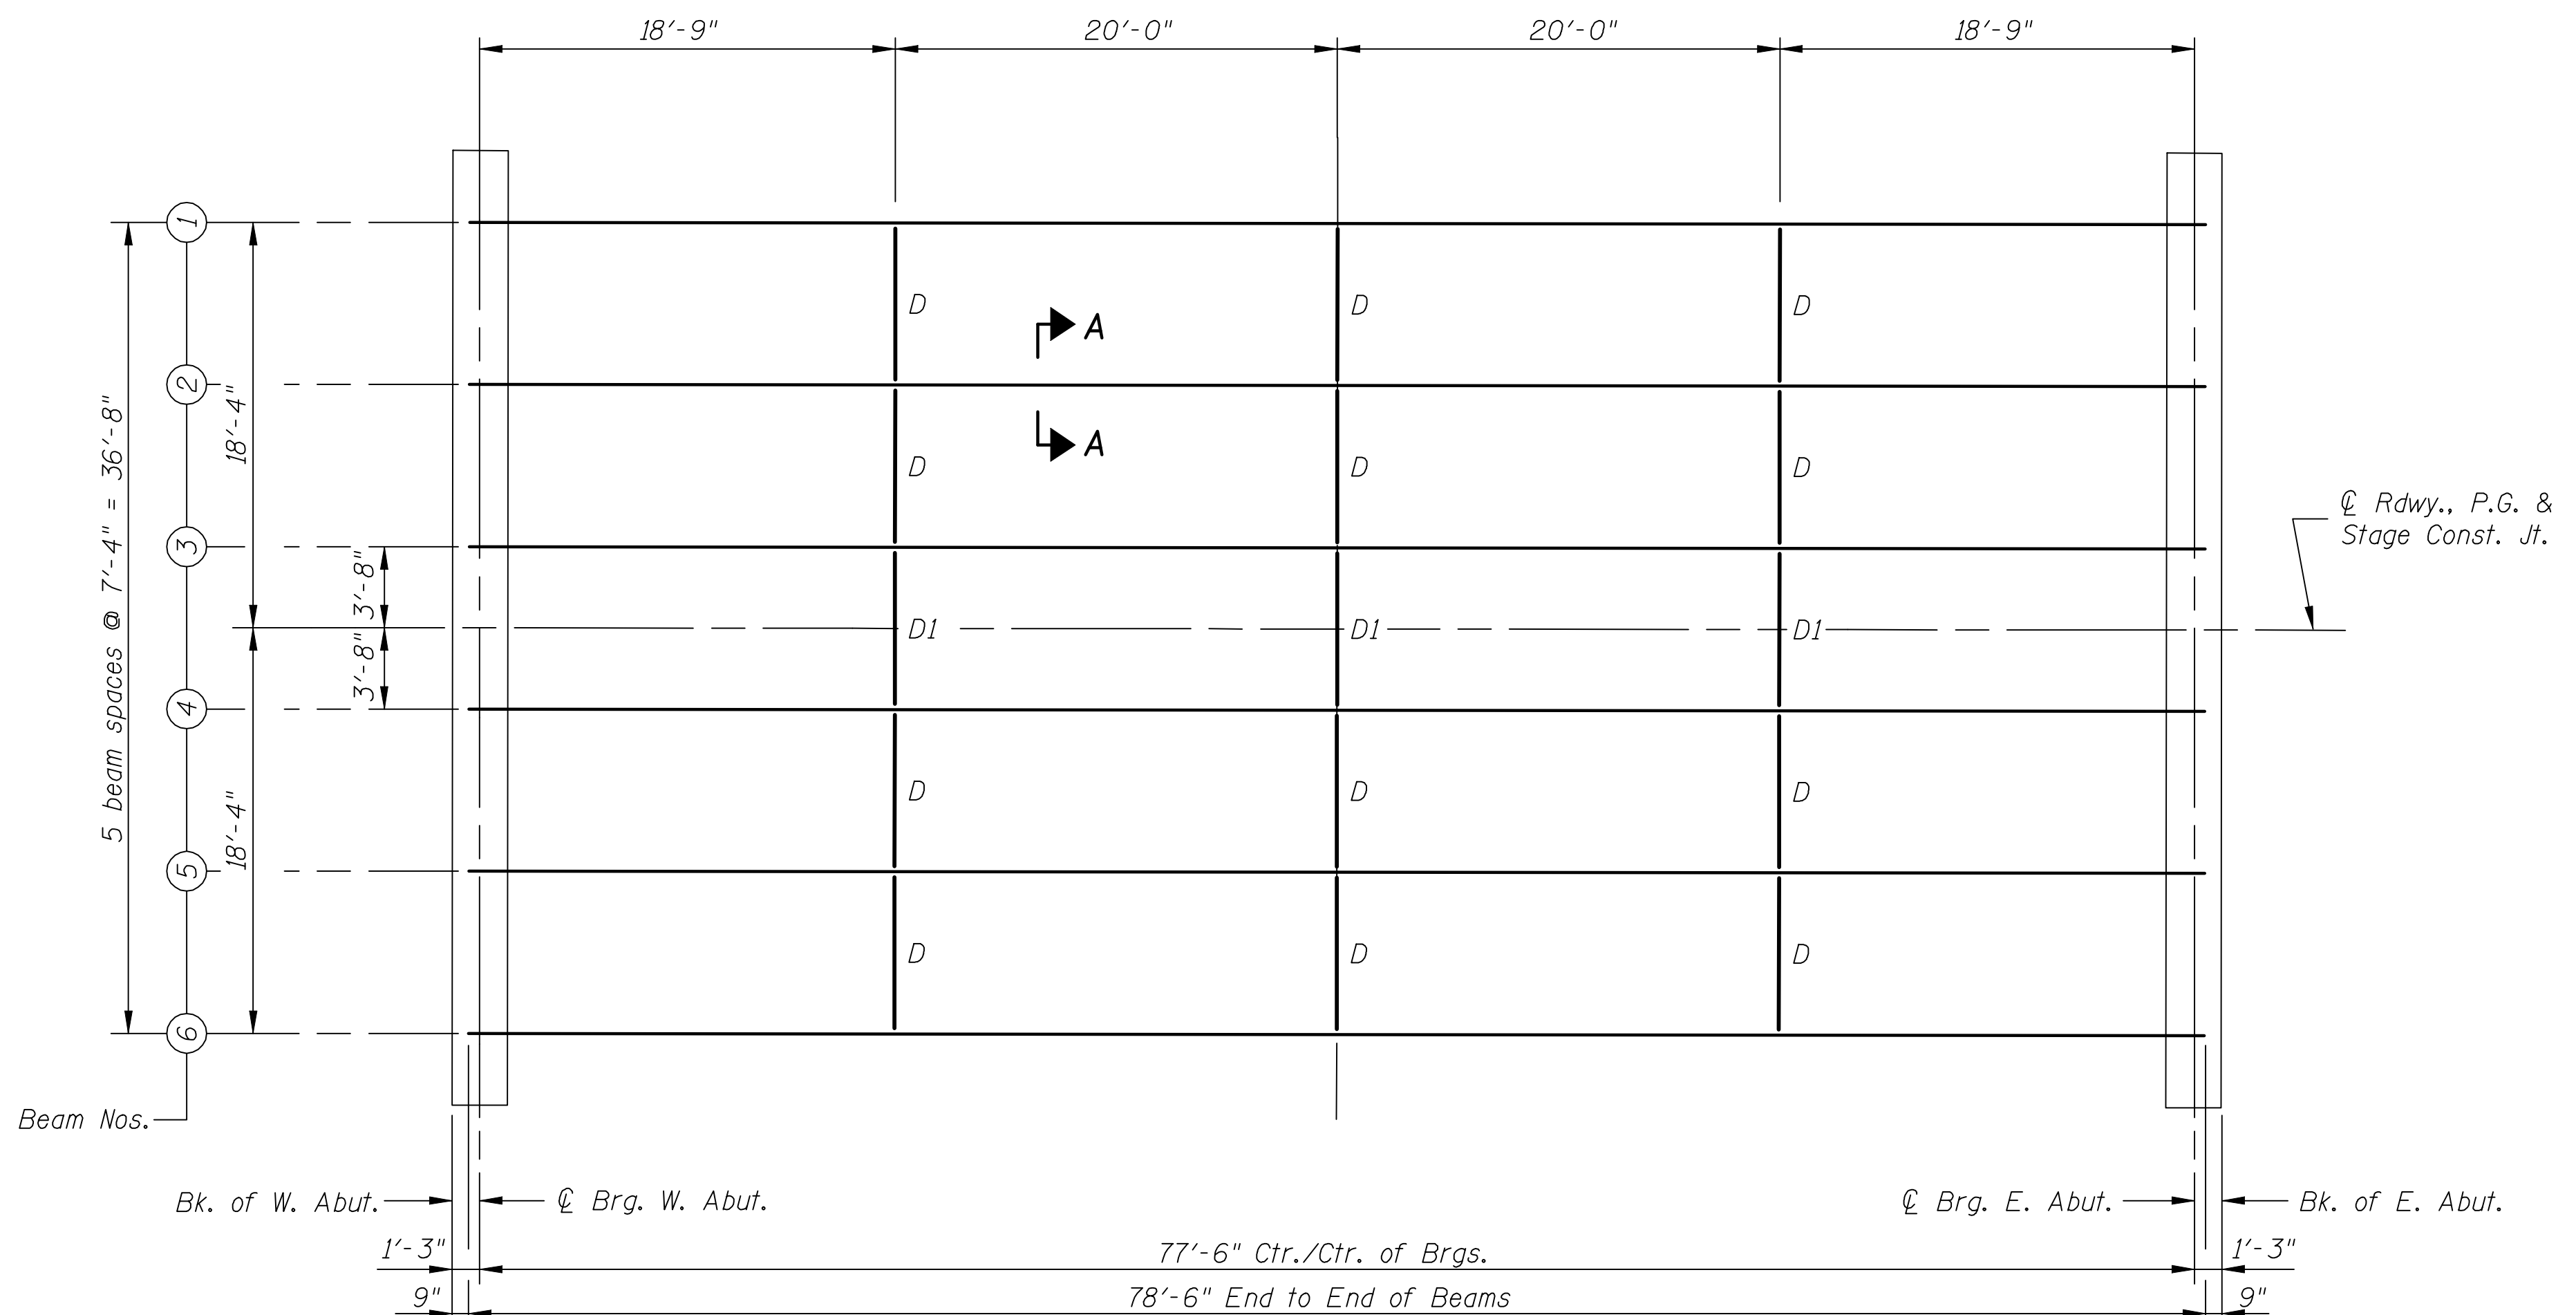 18'-9" 20'-0" 20'-0" 18'-9"
1
D D D
A
2
18'-4"
5 beam spaces @ 7'-4" = 36'-8"
A
D D D
℄ Rdwy., P.G. &
Stage Const. Jt.
3
3'-8"
D1 D1 D1
3'-8"
4
D D D
18'-4"
5
D D D
6
Beam Nos.
Bk. of W. Abut. ℄ Brg. W. Abut. ℄ Brg. E. Abut. Bk. of E. Abut.
1'-3" 77'-6" Ctr./Ctr. of Brgs. 1'-3"
9" 78'-6" End to End of Beams 9"